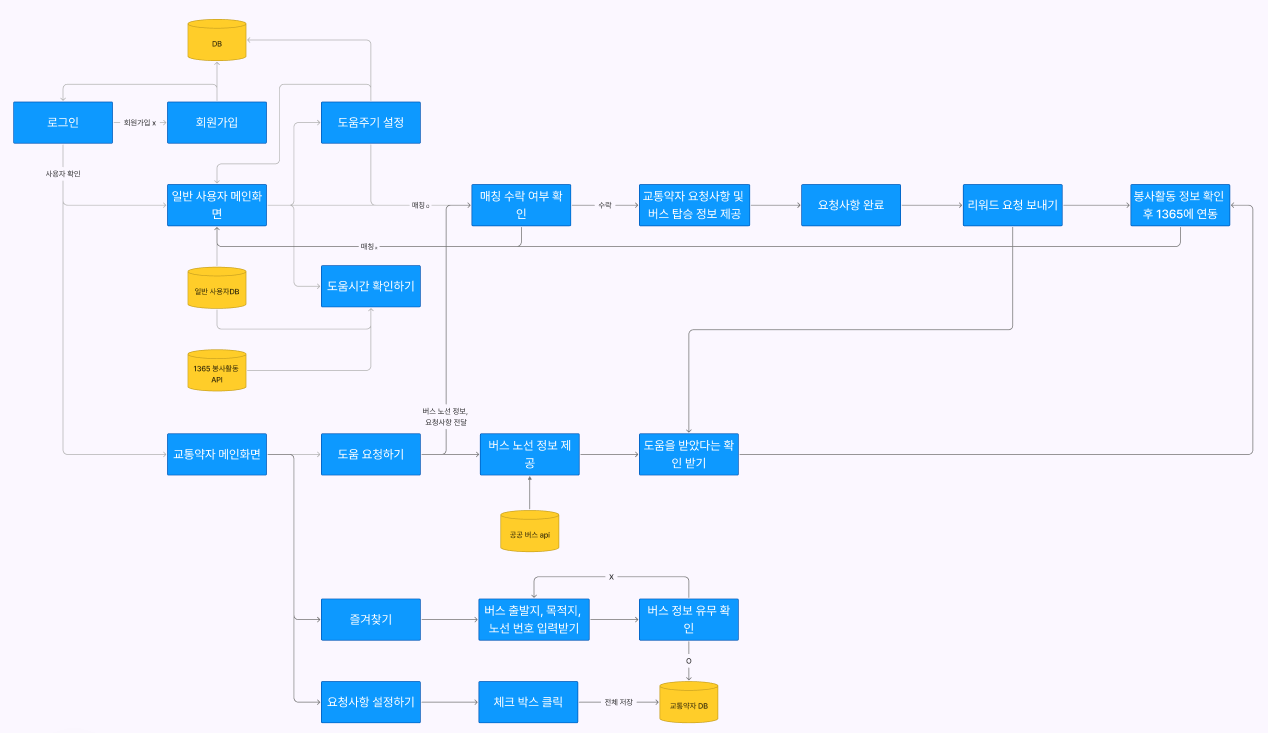 DB
로그인
회원가입 x
회원가입
도움주기 설정
사용자 확인
일반 사용자 메인화
면
매칭o
매칭 수락 여부 확
인
수락
교통약자 요청사항 및
버스 탑승 정보 제공
요청사항 완료
리워드 요청 보내기
봉사활동 정보 확인
후 1365에 연동
매칭x
일반 사용자DB
도움시간 확인하기
1365 봉사활동
API
버스 노선 정보,
요청사항 전달
교통약자 메인화면
도움 요청하기
버스 노선 정보 제
공
도움을 받았다는 확
인 받기
공공 버스 api
X
즐겨찾기
버스 출발지, 목적지,
노선 번호 입력받기
버스 정보 유무 확
인
O
요청사항 설정하기
체크 박스 클릭
전체 저장
교통약자 DB